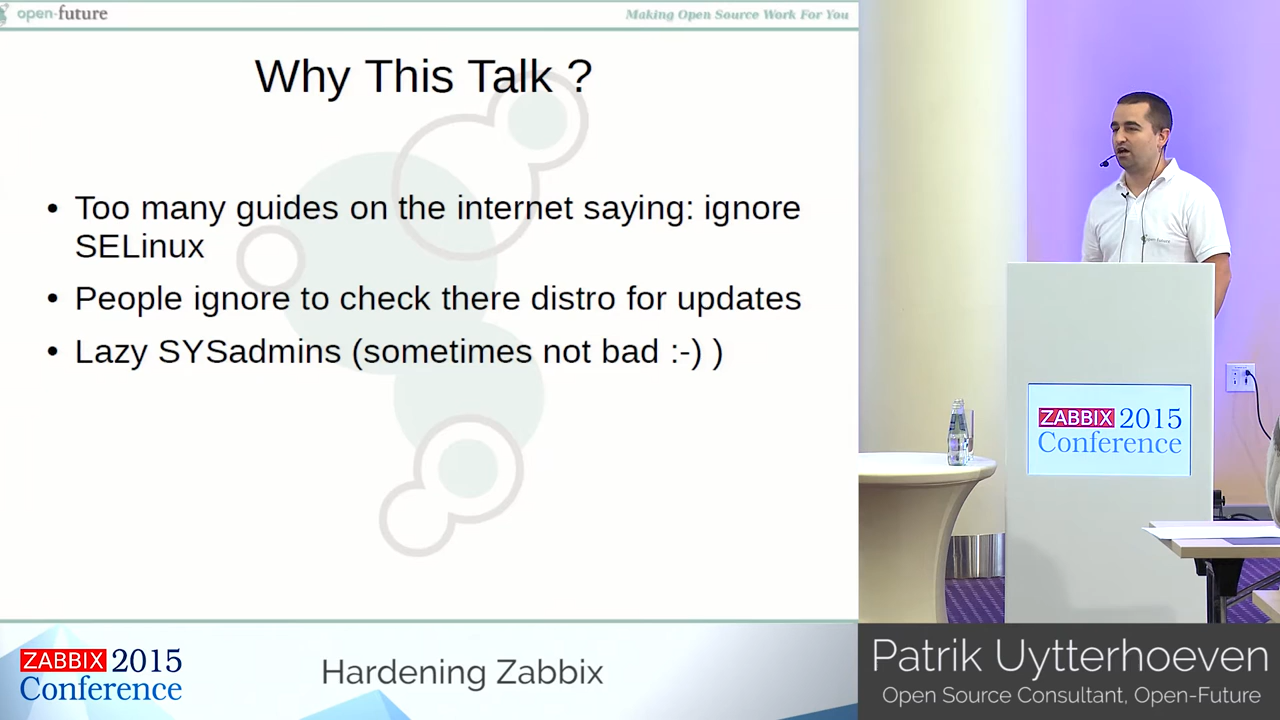 open-future
Making Open Source Work For You
Why This Talk ?
• Too many guides on the internet saying: ignore
SELinux
• People ignore to check there distro for updates
• Lazy SYSadmins (sometimes not bad :-) )
open-future
ZABBIX 2015
Conference
ZABBIX 2015
Conference
Hardening Zabbix
Patrik Uytterhoeven
Open Source Consultant, Open-Future